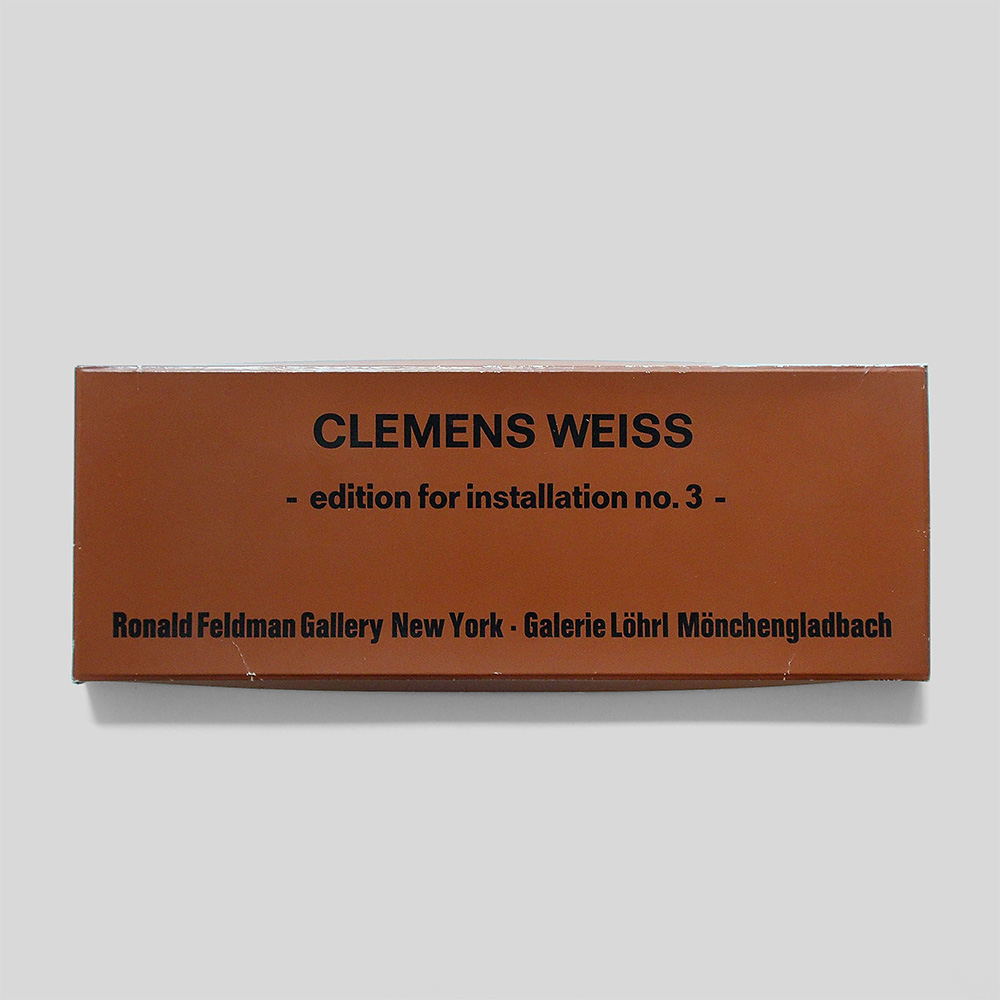 CLEMENS WEISS
- edition for installation no. 3 -
Ronald Feldman Gallery New York · Galerie Löhrl Mönchengladbach